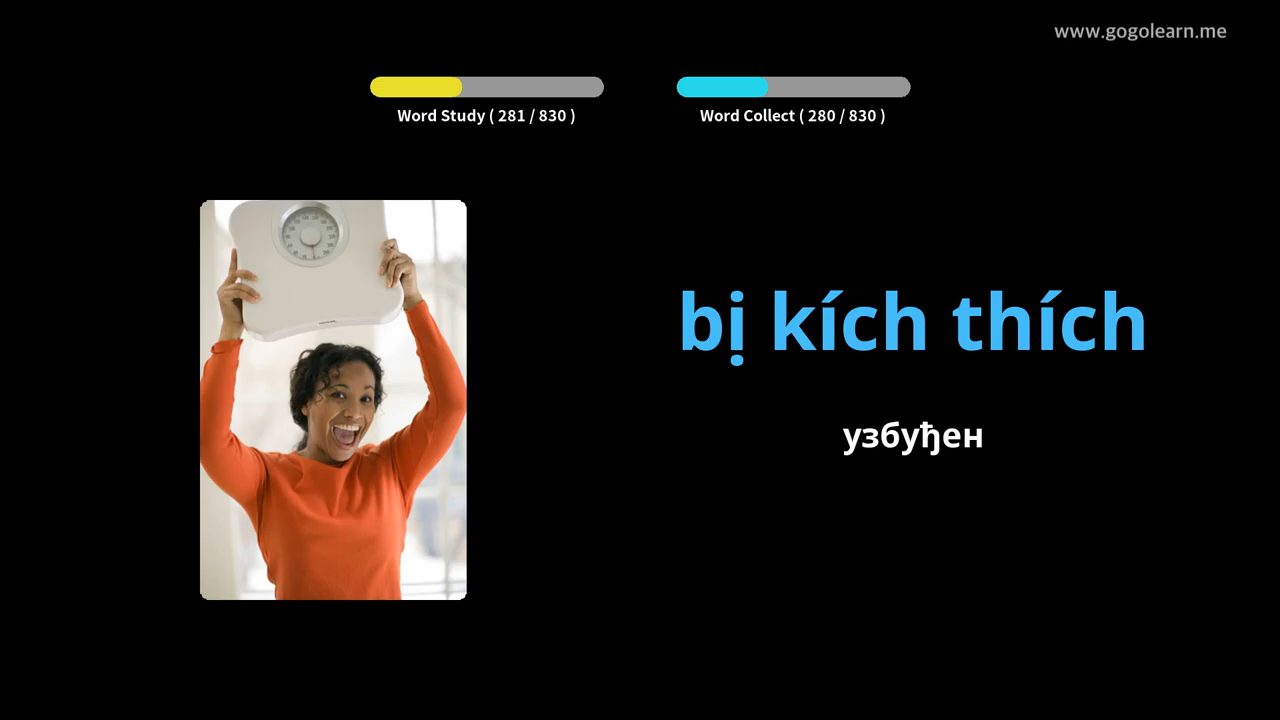 www.gogolearn.me
Word Study ( 281 / 830 )
Word Collect ( 280 / 830 )
bị kích thích
узбуђен